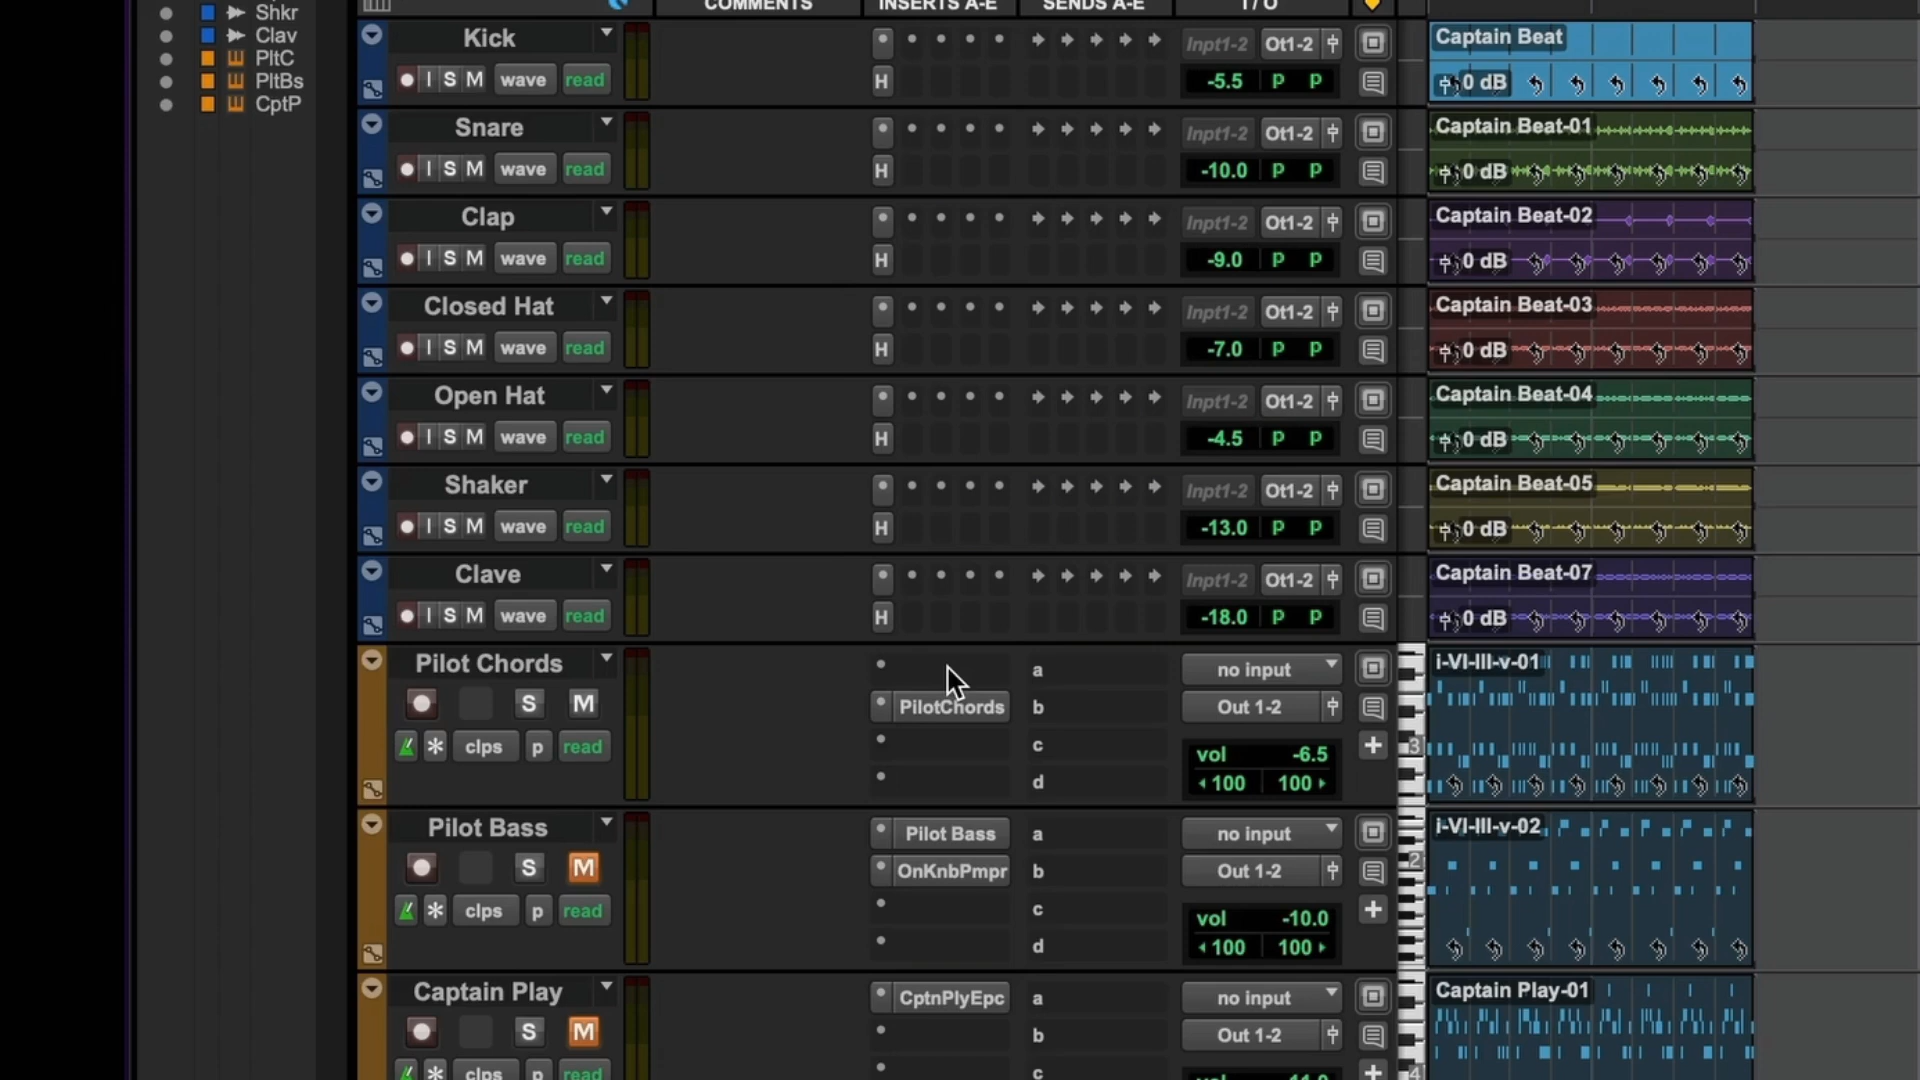 Shkr
Clav
PltC
PltBs
CptP
COMMENTS INSERTS A-E SENDS A-E I / O
Kick
I S M wave read
H
Inpt1-2 Ot1-2
-5.5 P P
Captain Beat
0 dB
Snare
I S M wave read
H
Inpt1-2 Ot1-2
-10.0 P P
Captain Beat-01
0 dB
Clap
I S M wave read
H
Inpt1-2 Ot1-2
-9.0 P P
Captain Beat-02
0 dB
Closed Hat
I S M wave read
H
Inpt1-2 Ot1-2
-7.0 P P
Captain Beat-03
0 dB
Open Hat
I S M wave read
H
Inpt1-2 Ot1-2
-4.5 P P
Captain Beat-04
0 dB
Shaker
I S M wave read
H
Inpt1-2 Ot1-2
-13.0 P P
Captain Beat-05
0 dB
Clave
I S M wave read
H
Inpt1-2 Ot1-2
-18.0 P P
Captain Beat-07
0 dB
Pilot Chords
S M
clps p read
PilotChords
a
b
c
d
no input
Out 1-2
vol -6.5
100 100
3
i-VI-III-v-01
Pilot Bass
S M
clps p read
Pilot Bass
OnKnbPmpr
a
b
c
d
no input
Out 1-2
vol -10.0
100 100
2
i-VI-III-v-02
Captain Play
S M
clps p read
CptnPlyEpc
a
b
c
no input
Out 1-2
4
Captain Play-01